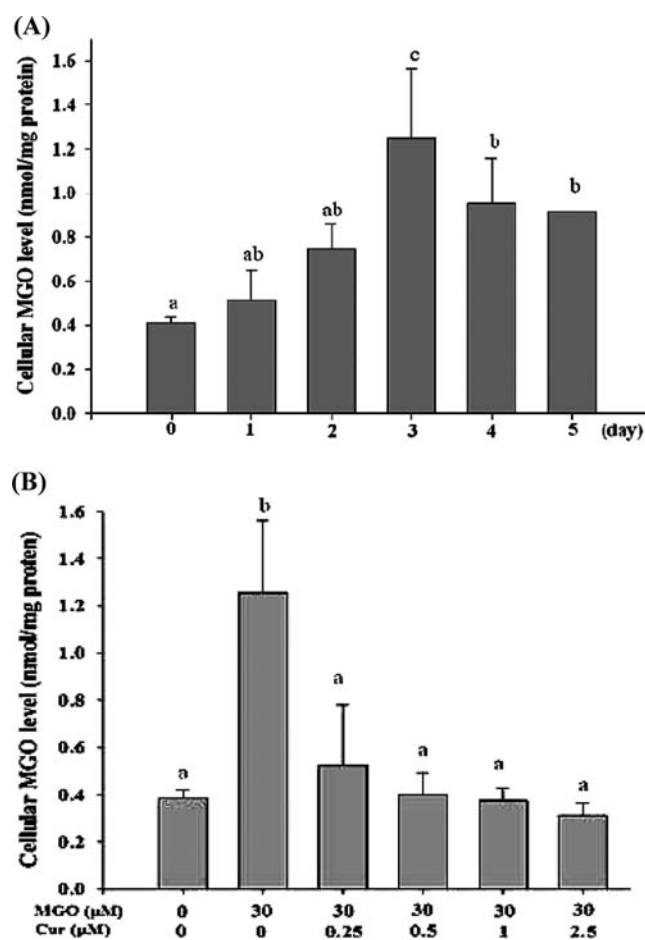 (A)
Cellular MGO level (nmol/mg protein)
1.6
1.4
1.2
1.0
0.8
0.6
0.4
0.2
0.0
a
ab
ab
c
b
b
0 1 2 3 4 5 (day)
(B)
Cellular MGO level (nmol/mg proten)
1.6
1.4
1.2
1.0
0.8
0.6
0.4
0.2
0.0
a
b
a
a
a
a
MGO (μM) 0 30 30 30 30 30
Cur (μM) 0 0 0.25 0.5 1 2.5